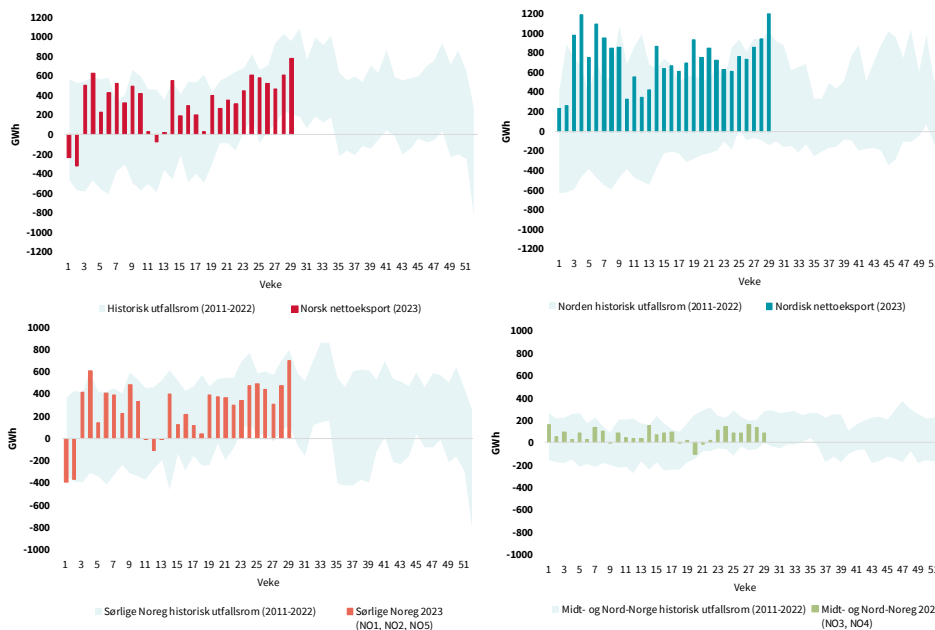 1200
1000
800
600
400
200
0
-200
-400
-600
-800
-1000
-1200
GWh
1 3 5 7 9 11 13 15 17 19 21 23 25 27 29 31 33 35 37 39 41 43 45 47 49 51
Veke
Historisk utfallsrom (2011-2022) Norsk nettoeksport (2023)
1200
1000
800
600
400
200
0
-200
-400
-600
-800
-1000
-1200
GWh
1 3 5 7 9 11 13 15 17 19 21 23 25 27 29 31 33 35 37 39 41 43 45 47 49
Veke
Norden historisk utfallsrom (2011-2022) Nordisk nettoeksport (2023)
1000
800
600
400
200
0
-200
-400
-600
-800
-1000
GWh
1 3 5 7 9 11 13 15 17 19 21 23 25 27 29 31 33 35 37 39 41 43 45 47 49 51
Veke
Sørlige Noreg historisk utfallsrom (2011-2022) Sørlige Noreg 2023
(NO1, NO2, NO5)
1000
800
600
400
200
0
-200
-400
-600
-800
-1000
GWh
1 3 5 7 9 11 13 15 17 19 21 23 25 27 29 31 33 35 37 39 41 43 45 47 49
Veke
Midt- og Nord-Norge historisk utfallsrom (2011-2022) Midt- og Nord-Noreg 202
(NO3, NO4)